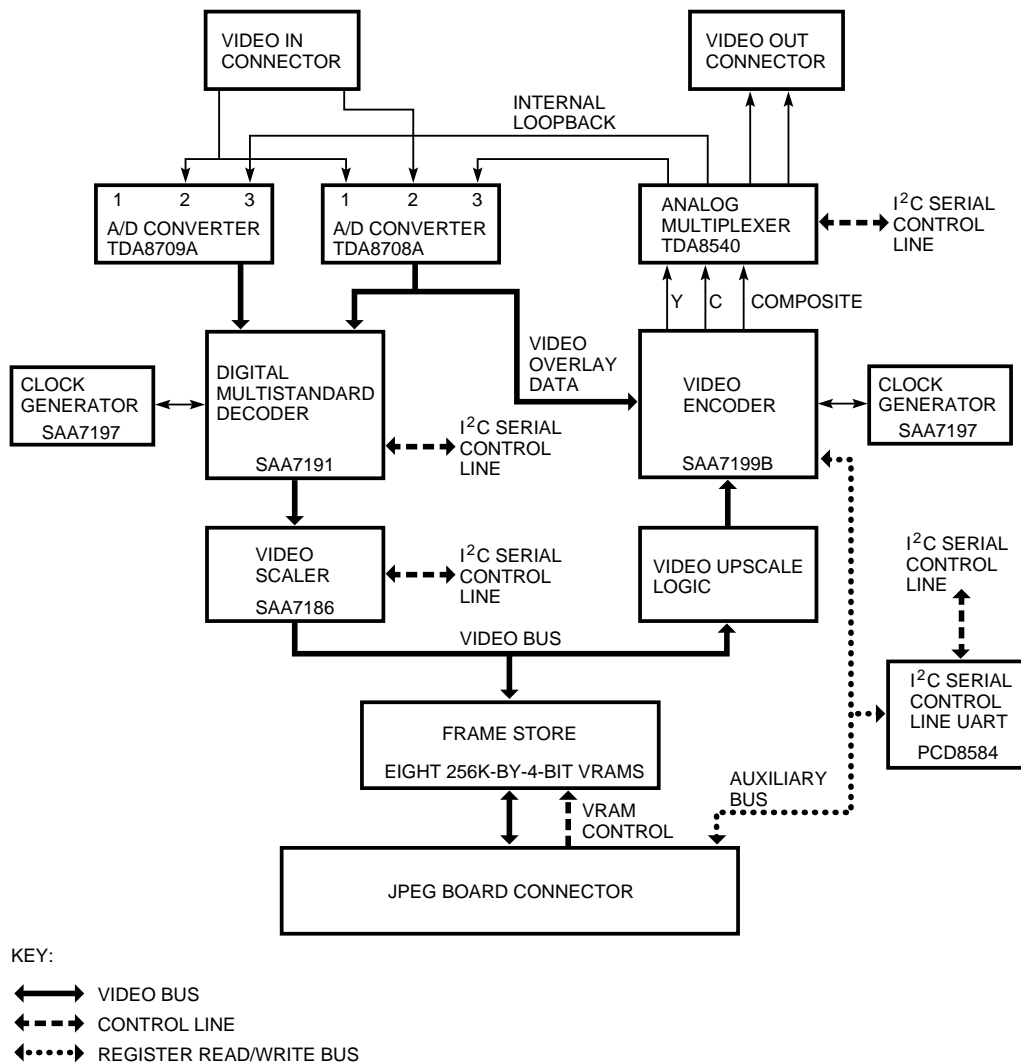 VIDEO IN
CONNECTOR
VIDEO OUT
CONNECTOR
INTERNAL
LOOPBACK
1 2 3
A/D CONVERTER
TDA8709A
1 2 3
A/D CONVERTER
TDA8708A
ANALOG
MULTIPLEXER
TDA8540
I²C SERIAL
CONTROL
LINE
Y C COMPOSITE
CLOCK
GENERATOR
SAA7197
DIGITAL
MULTISTANDARD
DECODER
SAA7191
I²C SERIAL
CONTROL
LINE
VIDEO
OVERLAY
DATA
VIDEO
ENCODER
SAA7199B
CLOCK
GENERATOR
SAA7197
VIDEO
SCALER
SAA7186
I²C SERIAL
CONTROL
LINE
VIDEO UPSCALE
LOGIC
I²C SERIAL
CONTROL
LINE
VIDEO BUS
I²C SERIAL
CONTROL
LINE UART
PCD8584
FRAME STORE
EIGHT 256K-BY-4-BIT VRAMS
VRAM
CONTROL
AUXILIARY
BUS
JPEG BOARD CONNECTOR
KEY:
VIDEO BUS
CONTROL LINE
REGISTER READ/WRITE BUS